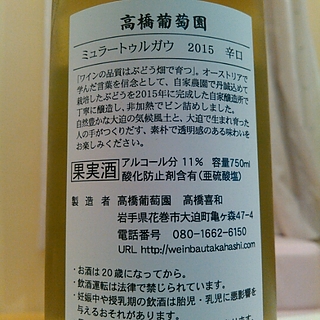 高橋葡萄園
ミュラートゥルガウ 2015 辛口
「ワインの品質はぶどう畑で育つ」。オーストリアで
学んだ言葉を信念として、自家農園で丹誠込めて
栽培したぶどうを2015年に完成した自家醸造所で
丁寧に醸造し、非加熱でビン詰めしました。
自然豊かな大迫の気候風土と、大迫で生まれ育った
人の手がつくりだす、素朴で透明感のある味わいを
お楽しみください。
果実酒 アルコール分 11% 容量750ml
酸化防止剤含有(亜硫酸塩)
製造者 高橋葡萄園 高橋喜和
岩手県花巻市大迫町亀ヶ森47-4
電話番号 080-1662-6150
URL http://weinbautakahashi.com
・お酒は20歳になってから。
・飲酒運転は法律で禁じられています。
・妊娠中や授乳期の飲酒は胎児・乳児に悪影響を
与えるおそれがあります。